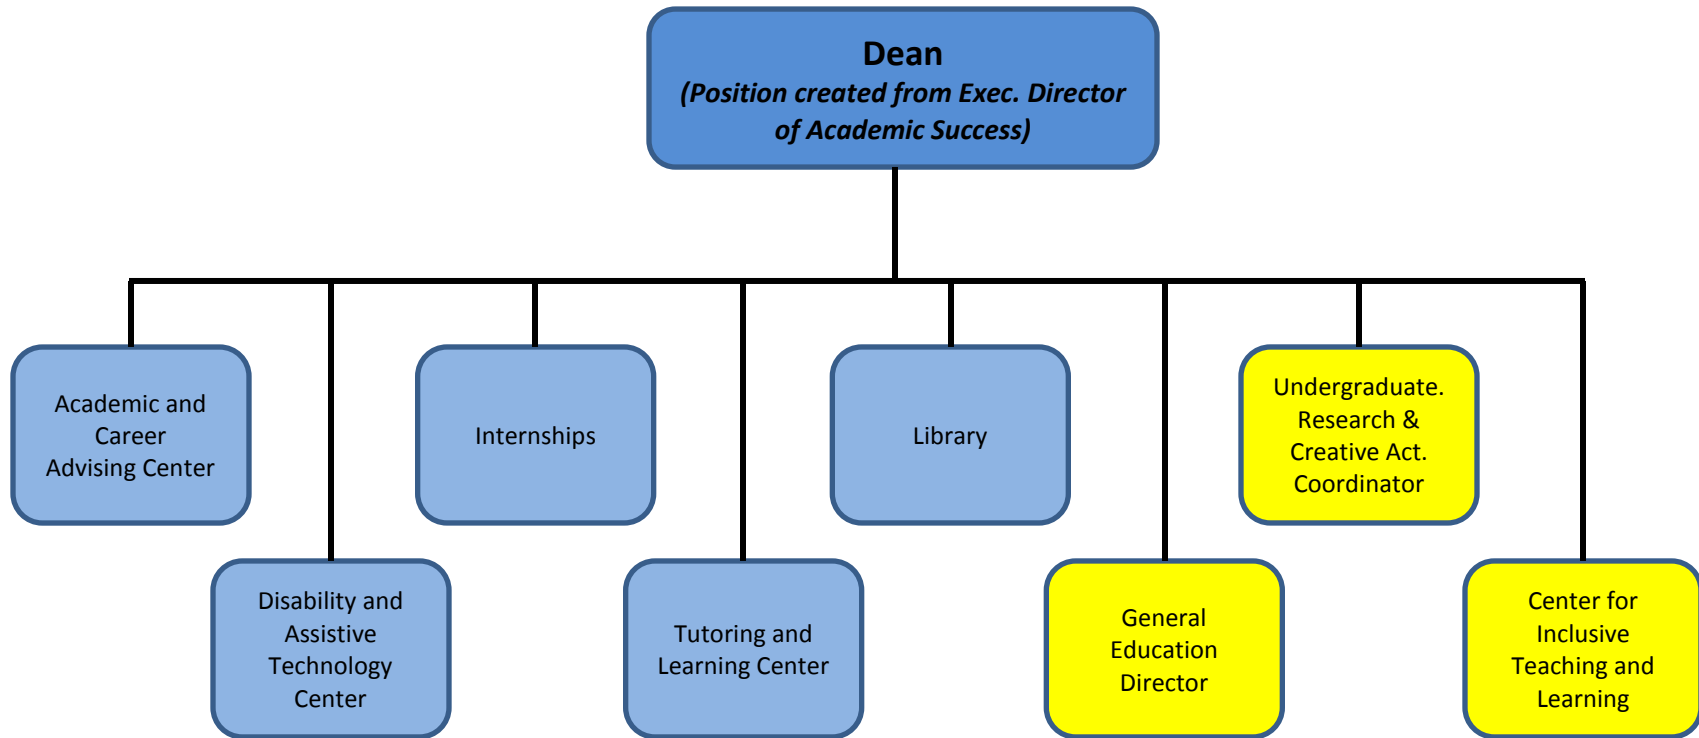 Dean
(Position created from Exec. Director
of Academic Success)
Academic and
Career
Advising Center
Internships
Library
Undergraduate.
Research &
Creative Act.
Coordinator
Disability and
Assistive
Technology
Center
Tutoring and
Learning Center
General
Education
Director
Center for
Inclusive
Teaching and
Learning